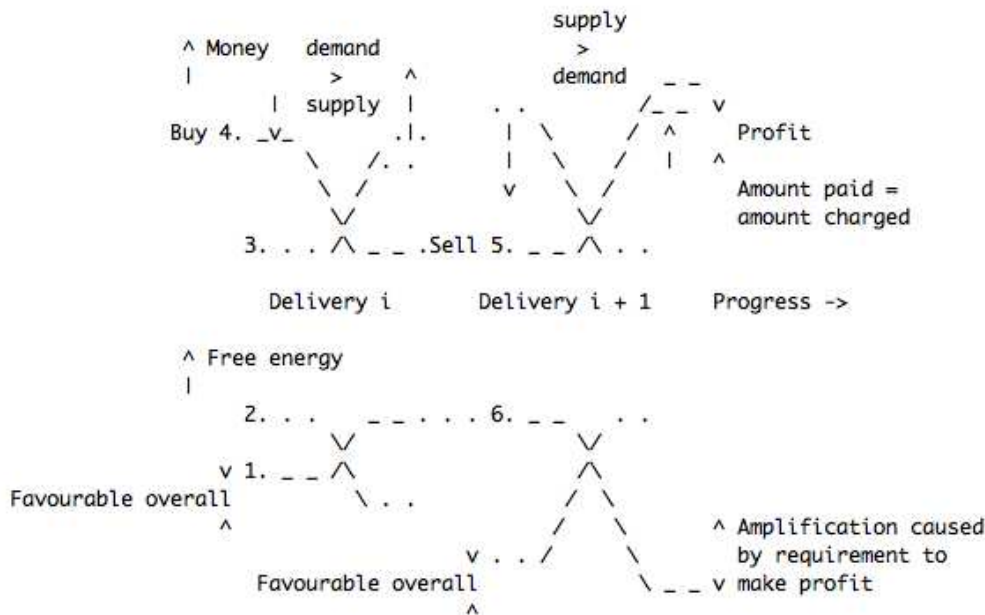 supply
^ Money demand >
| > ^ demand _ _
| supply | . . /_ _ v
Buy 4. _v_ .|. | \ / ^ Profit
\ /. . | \ / | ^
\ / v \ / Amount paid =
\/ \/ amount charged
3. . . /\ _ _ .Sell 5. _ _ /\ . .
Delivery i Delivery i + 1 Progress ->
^ Free energy
|
2. . . _ _ . . . 6. _ _ . .
\/ \/
v 1. _ _ /\ /\
Favourable overall \ . . / \
^ / \ ^ Amplification caused
v . . / \ by requirement to
Favourable overall \ _ _ v make profit
^